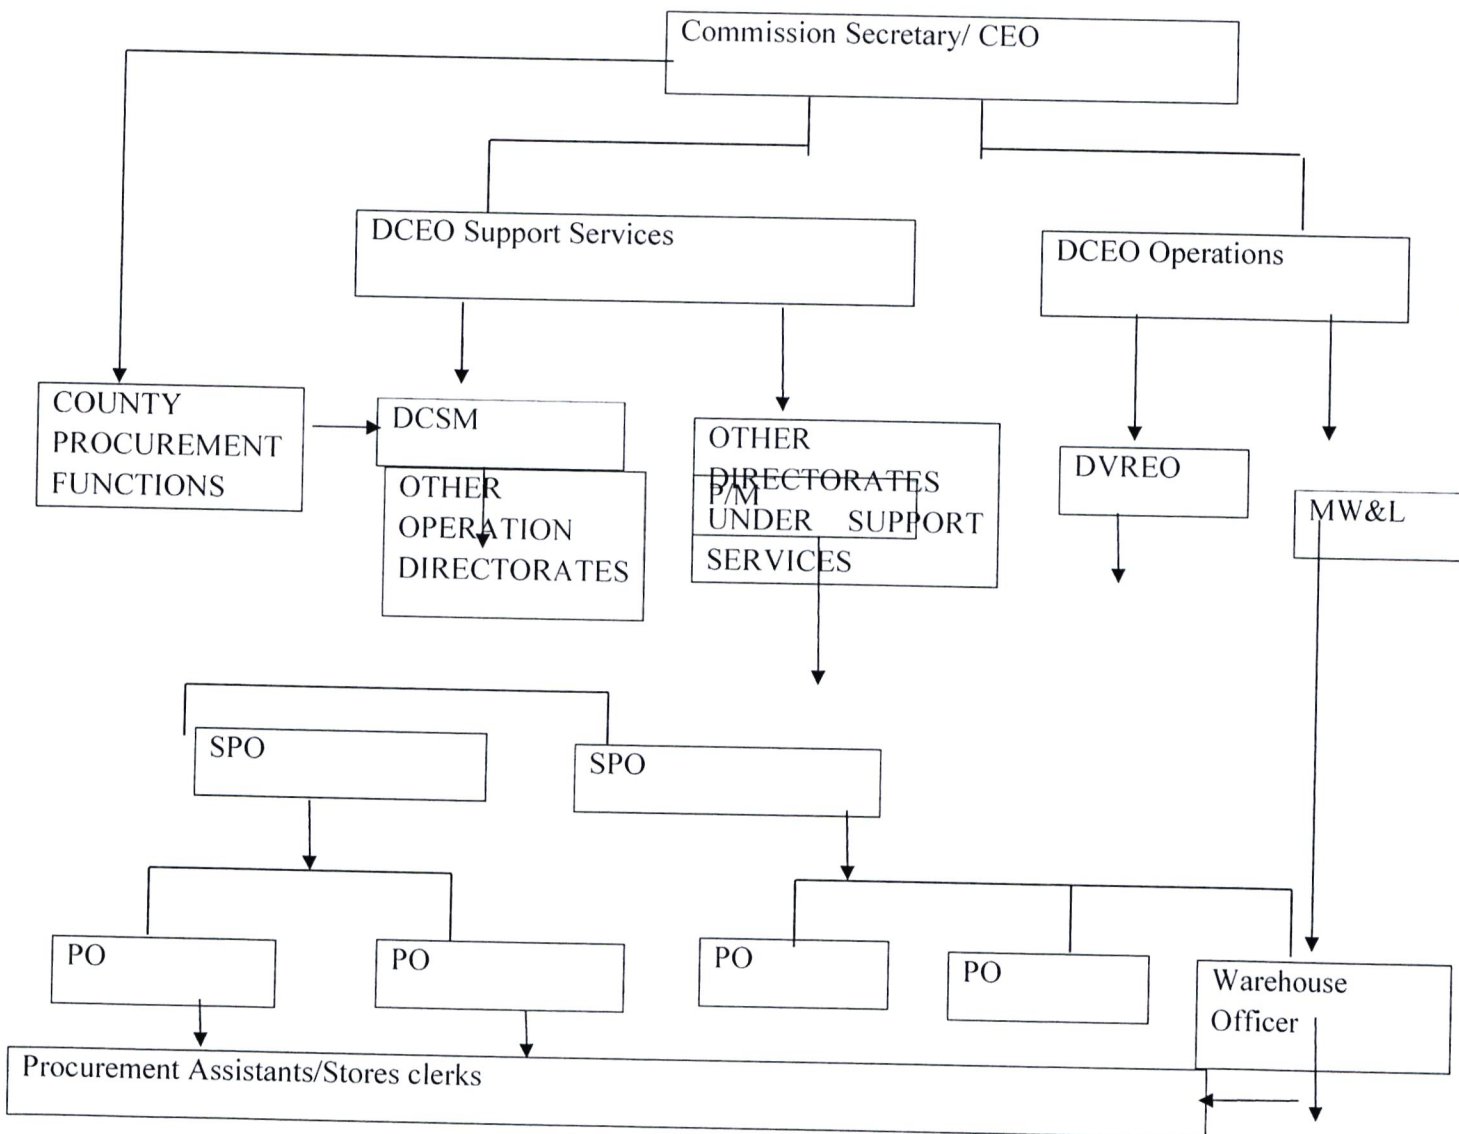 Commission Secretary/ CEO
DCEO Support Services
DCEO Operations
COUNTY
PROCUREMENT
FUNCTIONS
DCSM
OTHER
OPERATION
DIRECTORATES
OTHER
DIRECTORATES
P/M
UNDER SUPPORT
SERVICES
DVREO
MW&L
SPO
SPO
PO
PO
PO
PO
Warehouse
Officer
Procurement Assistants/Stores clerks